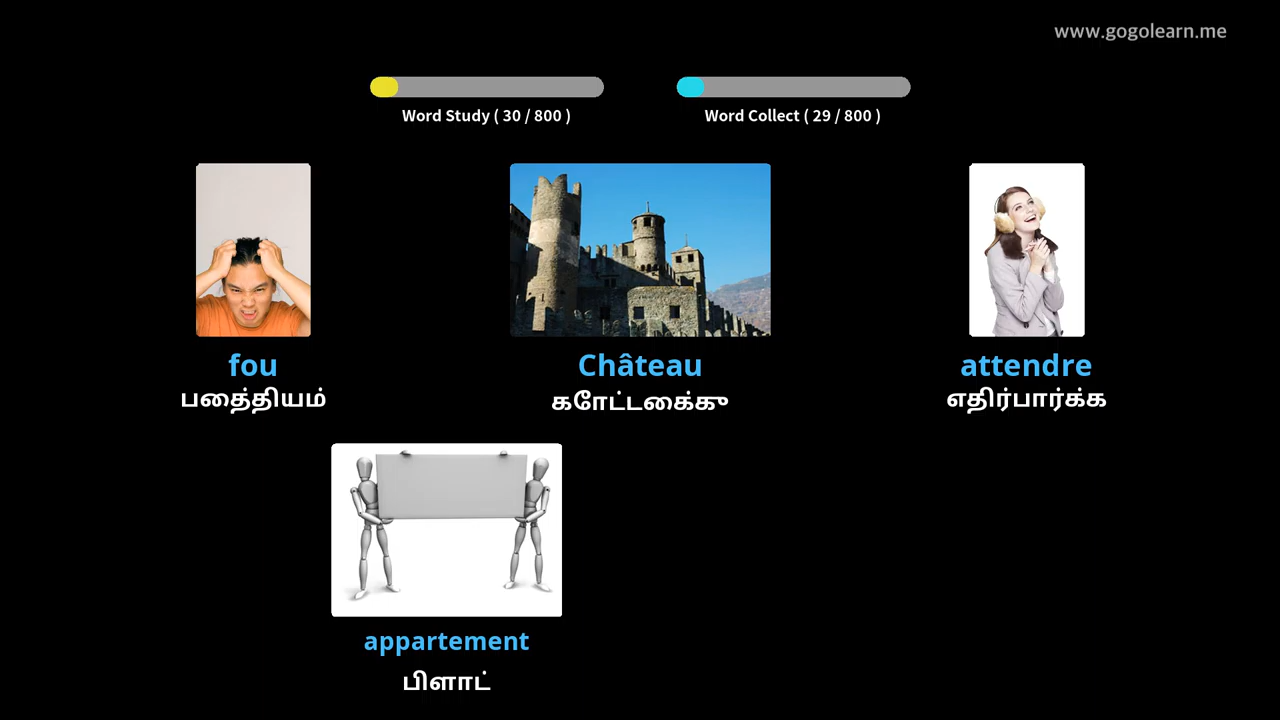 www.gogolearn.me
Word Study ( 30 / 800 )
Word Collect ( 29 / 800 )
fou
Château
attendre
பைத்தியம்
கோட்டைக்கு
எதிர்பார்க்க
appartement
பிளாட்